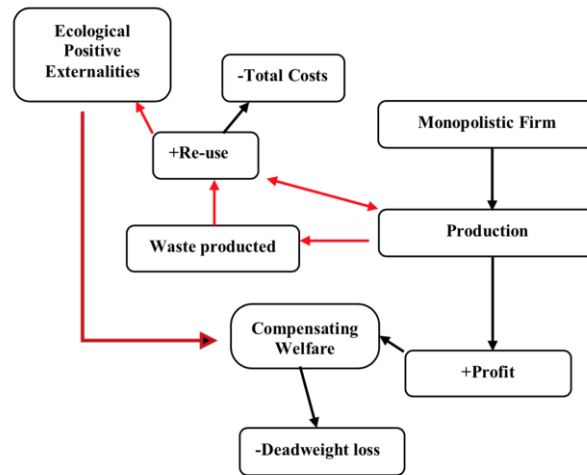 Ecological
Positive
Externalities
-Total Costs
Monopolistic Firm
+Re-use
Production
Waste producted
Compensating
Welfare
+Profit
-Deadweight loss